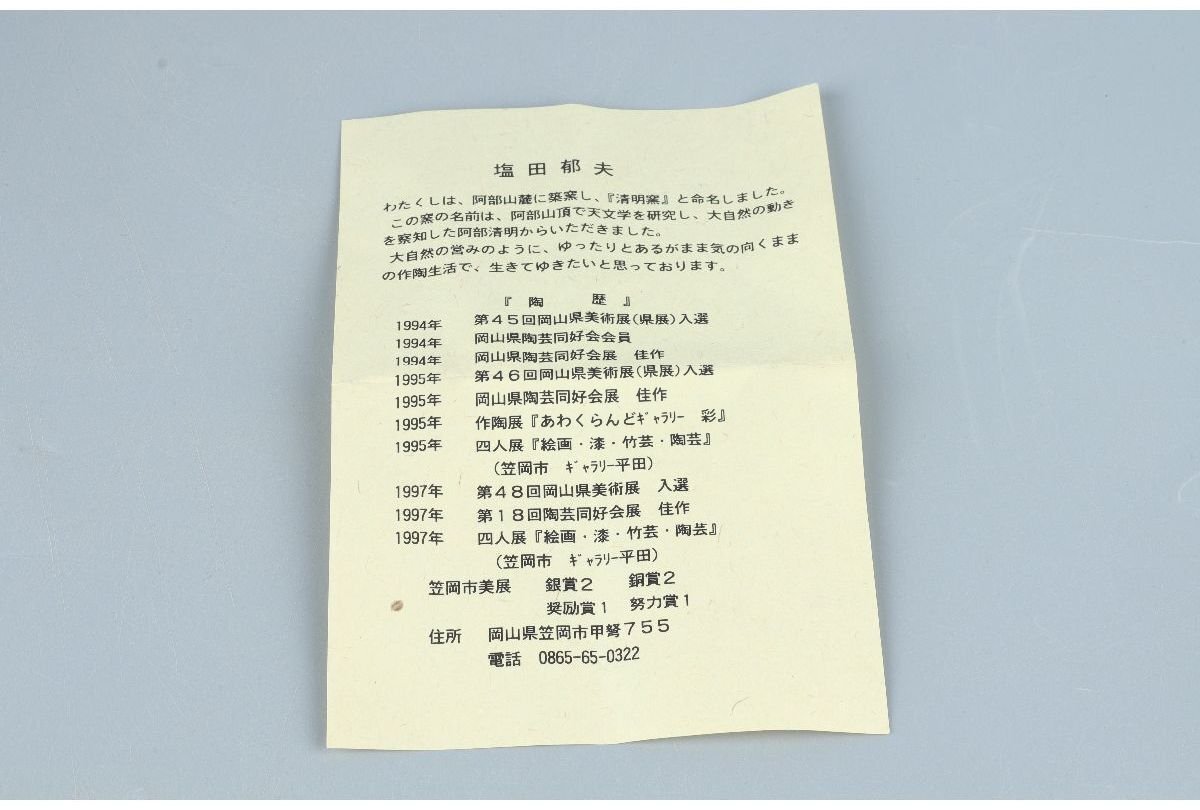 塩田郁夫
わたくしは、阿部山麓に築窯し、『清明窯』と命名しました。
この窯の名前は、阿部山頂で天文学を研究し、大自然の動き
を察知した阿部清明からいただきました。
大自然の営みのように、ゆったりとあるがまま気の向くまま
の作陶生活で、生きてゆきたいと思っております。
『 陶 歴 』
1994年 第45回岡山県美術展(県展)入選
1994年 岡山県陶芸同好会会員
1994年 岡山県陶芸同好会展 佳作
1995年 第46回岡山県美術展(県展)入選
1995年 岡山県陶芸同好会展 佳作
1995年 作陶展『あわくらんどギャラリー 彩』
1995年 四人展『絵画・漆・竹芸・陶芸』
(笠岡市 ギャラリー平田)
1997年 第48回岡山県美術展 入選
1997年 第18回陶芸同好会展 佳作
1997年 四人展『絵画・漆・竹芸・陶芸』
(笠岡市 ギャラリー平田)
笠岡市美展 銀賞2 銅賞2
奨励賞1 努力賞1
住所 岡山県笠岡市甲弩755
電話 0865-65-0322